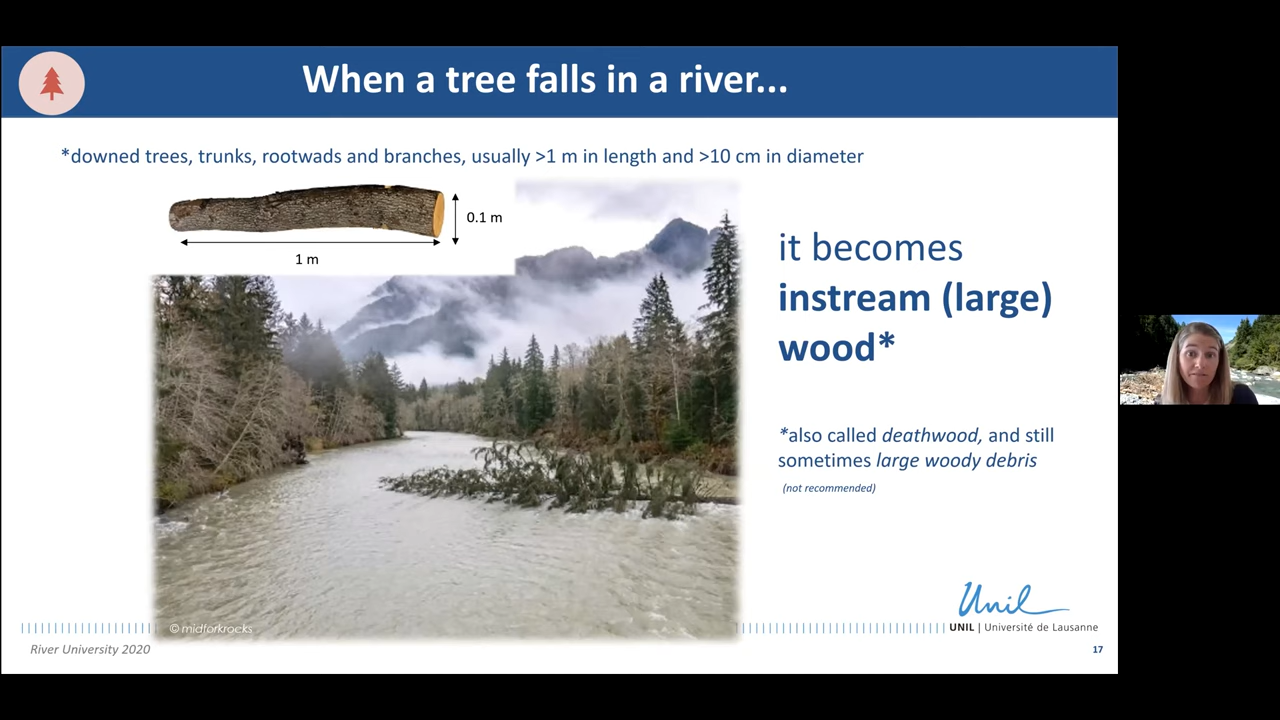 When a tree falls in a river...
*downed trees, trunks, rootwads and branches, usually >1 m in length and >10 cm in diameter
0.1 m
1 m
it becomes
instream (large)
wood*
*also called deathwood, and still
sometimes large woody debris
(not recommended)
© midforkrocks
Unil
UNIL | Université de Lausanne
River University 2020
17